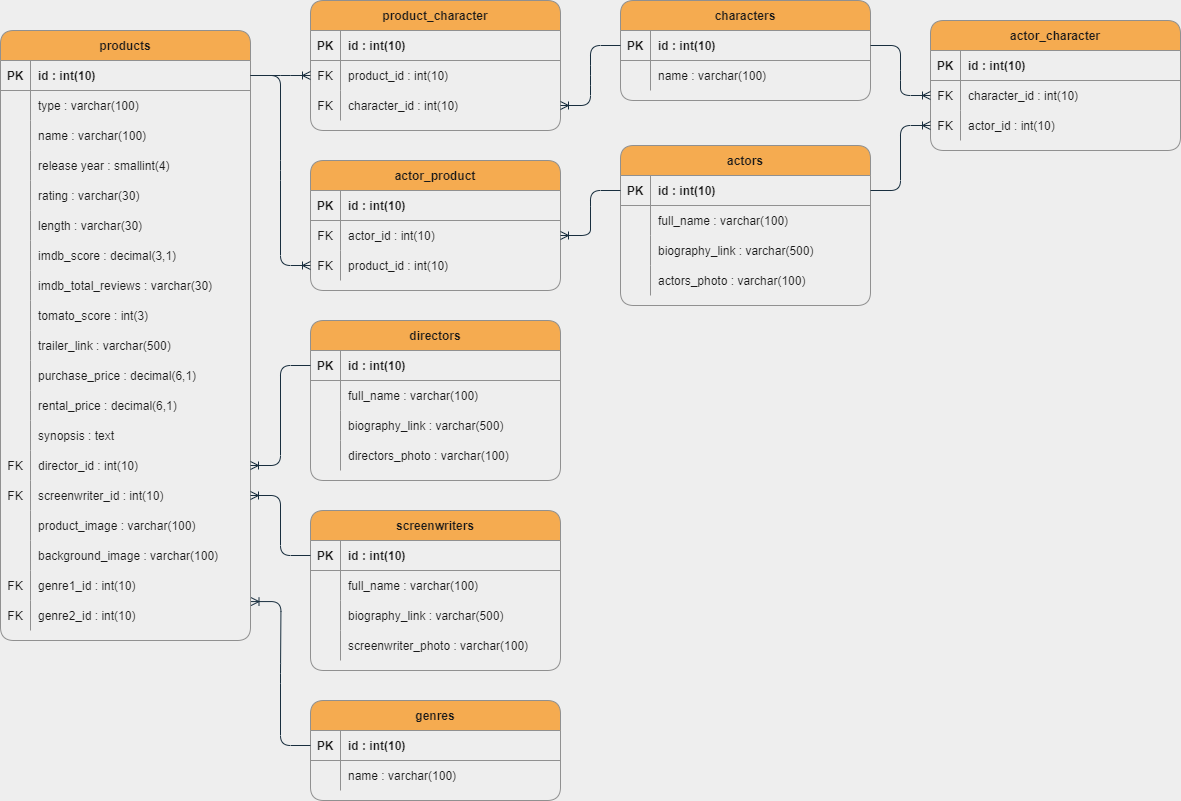 products
PK id : int(10)
type : varchar(100)
name : varchar(100)
release year : smallint(4)
rating : varchar(30)
length : varchar(30)
imdb_score : decimal(3,1)
imdb_total_reviews : varchar(30)
tomato_score : int(3)
trailer_link : varchar(500)
purchase_price : decimal(6,1)
rental_price : decimal(6,1)
synopsis : text
FK director_id : int(10)
FK screenwriter_id : int(10)
product_image : varchar(100)
background_image : varchar(100)
FK genre1_id : int(10)
FK genre2_id : int(10)
product_character
PK id : int(10)
FK product_id : int(10)
FK character_id : int(10)
actor_product
PK id : int(10)
FK actor_id : int(10)
FK product_id : int(10)
directors
PK id : int(10)
full_name : varchar(100)
biography_link : varchar(500)
directors_photo : varchar(100)
screenwriters
PK id : int(10)
full_name : varchar(100)
biography_link : varchar(500)
screenwriter_photo : varchar(100)
genres
PK id : int(10)
name : varchar(100)
characters
PK id : int(10)
name : varchar(100)
actors
PK id : int(10)
full_name : varchar(100)
biography_link : varchar(500)
actors_photo : varchar(100)
actor_character
PK id : int(10)
FK character_id : int(10)
FK actor_id : int(10)